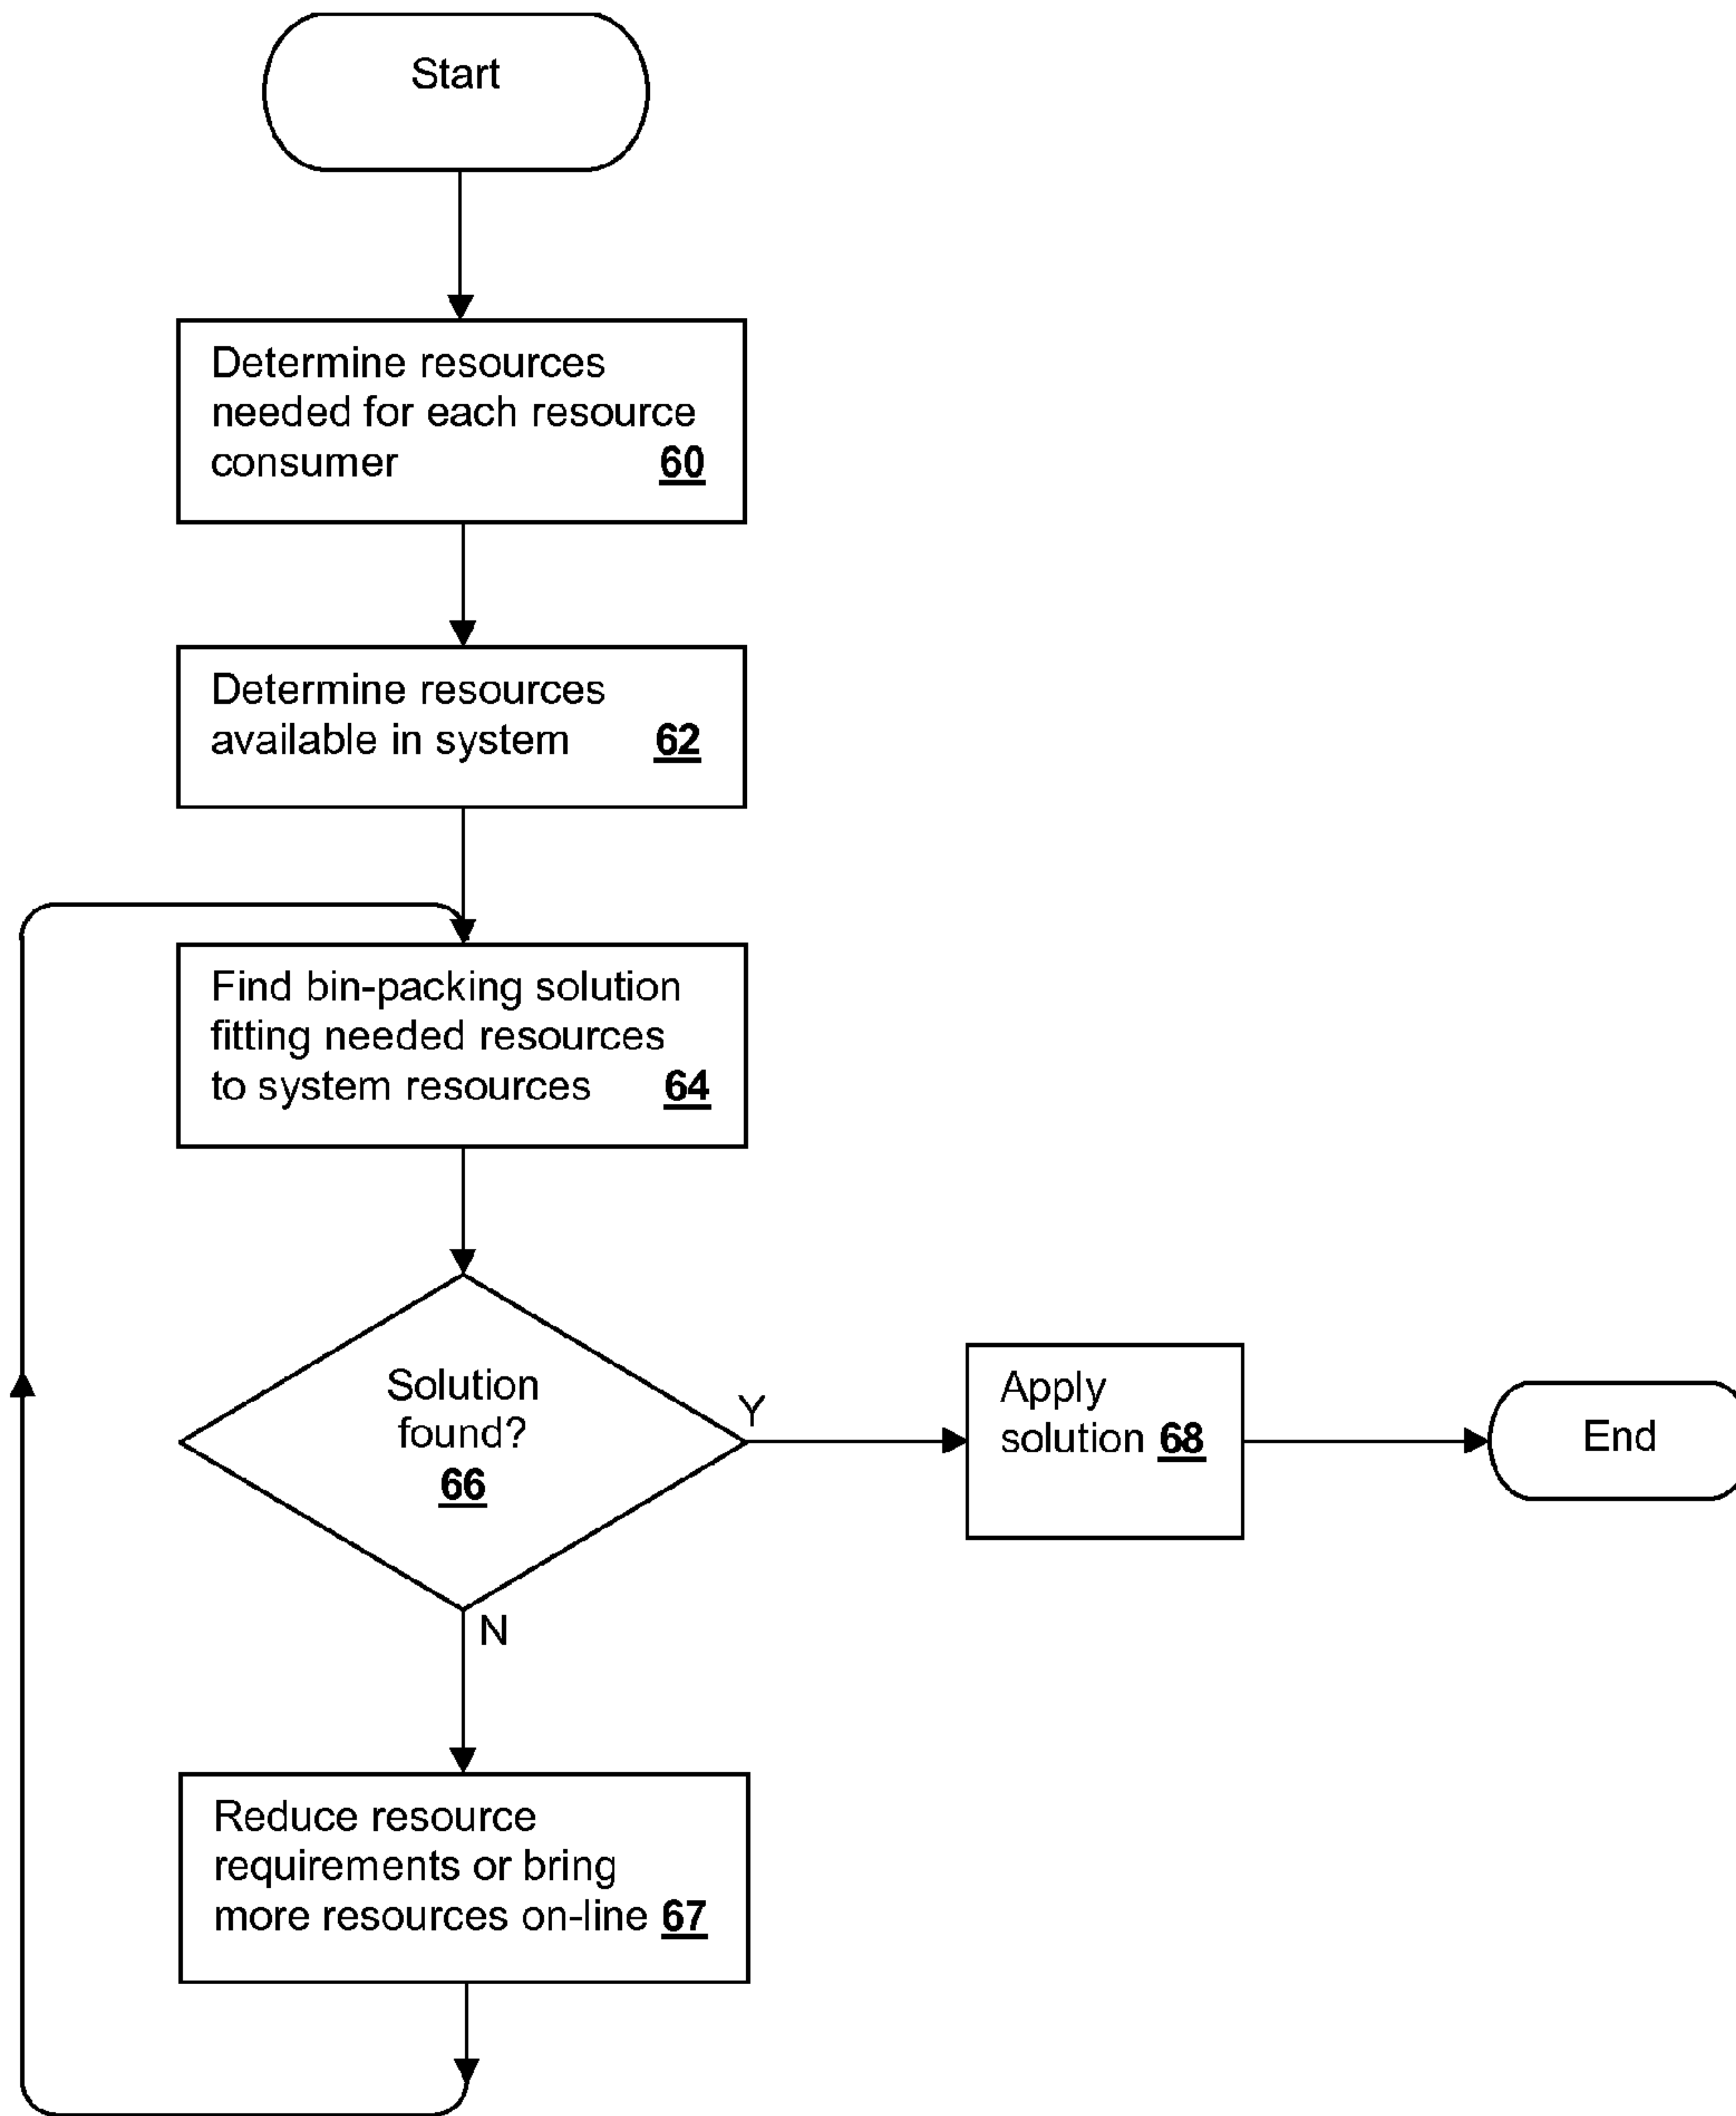 Start
Determine resources
needed for each resource
consumer 60
Determine resources
available in system 62
Find bin-packing solution
fitting needed resources
to system resources 64
Solution
found?
66
Y
Apply
solution 68
End
N
Reduce resource
requirements or bring
more resources on-line 67